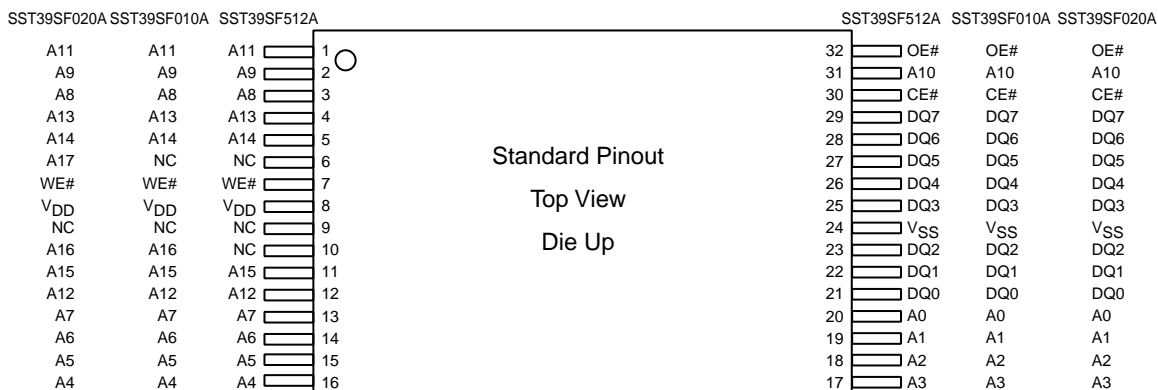 SST39SF020A SST39SF010A SST39SF512A SST39SF512A SST39SF010A SST39SF020A
A11 A11 A11 1 32 OE# OE# OE#
A9 A9 A9 2 31 A10 A10 A10
A8 A8 A8 3 30 CE# CE# CE#
A13 A13 A13 4 29 DQ7 DQ7 DQ7
A14 A14 A14 5 28 DQ6 DQ6 DQ6
A17 NC NC 6 Standard Pinout 27 DQ5 DQ5 DQ5
WE# WE# WE# 7 26 DQ4 DQ4 DQ4
VDD VDD VDD 8 Top View 25 DQ3 DQ3 DQ3
NC NC NC 9 24 VSS VSS VSS
A16 A16 NC 10 Die Up 23 DQ2 DQ2 DQ2
A15 A15 A15 11 22 DQ1 DQ1 DQ1
A12 A12 A12 12 21 DQ0 DQ0 DQ0
A7 A7 A7 13 20 A0 A0 A0
A6 A6 A6 14 19 A1 A1 A1
A5 A5 A5 15 18 A2 A2 A2
A4 A4 A4 16 17 A3 A3 A3